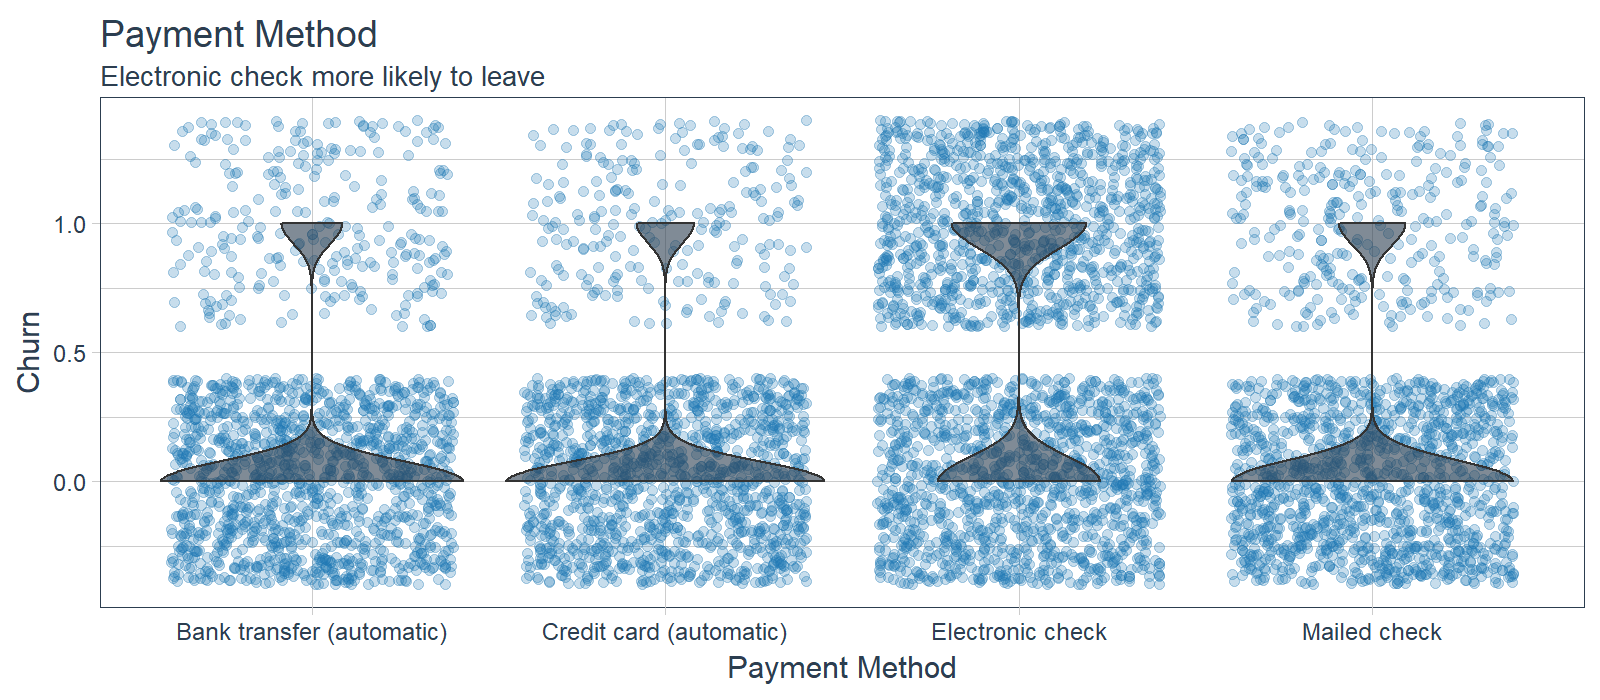 Payment Method
Electronic check more likely to leave
Churn
1.0
0.5
0.0
Bank transfer (automatic)
Credit card (automatic)
Electronic check
Mailed check
Payment Method